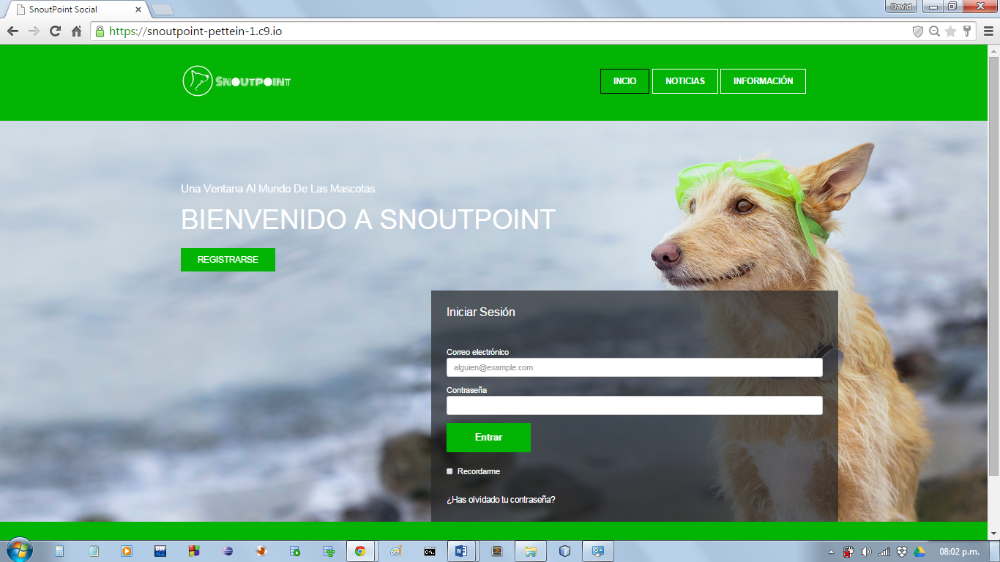 SnoutPoint Social
David
https://snoutpoint-pettein-1.c9.io
SNOUTPOINT
INCIO
NOTICIAS
INFORMACIÓN
Una Ventana Al Mundo De Las Mascotas
BIENVENIDO A SNOUTPOINT
REGISTRARSE
Iniciar Sesión
Correo electrónico
alguien@example.com
Contraseña
Entrar
Recordarme
¿Has olvidado tu contraseña?
DEV
C:\.
08:02 p.m.